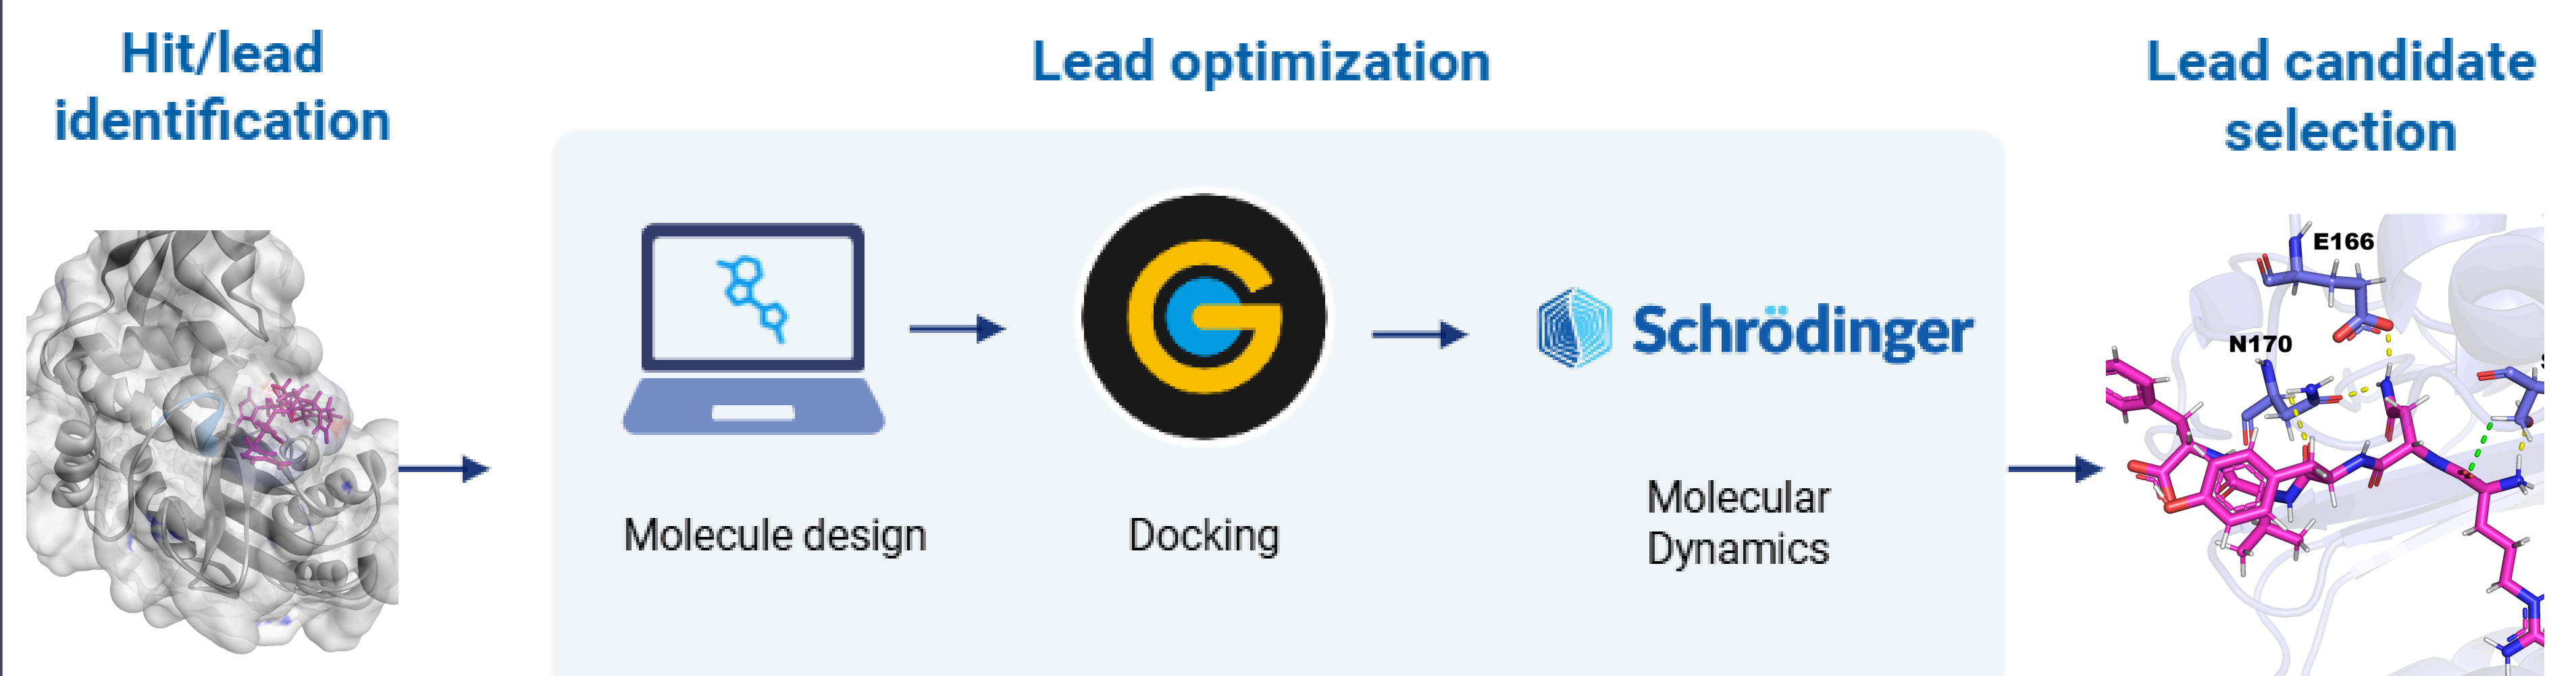 Hit/lead
identification
Lead optimization
Lead candidate
selection
E166
N170
G
Schrödinger
Molecule design
Docking
Molecular
Dynamics